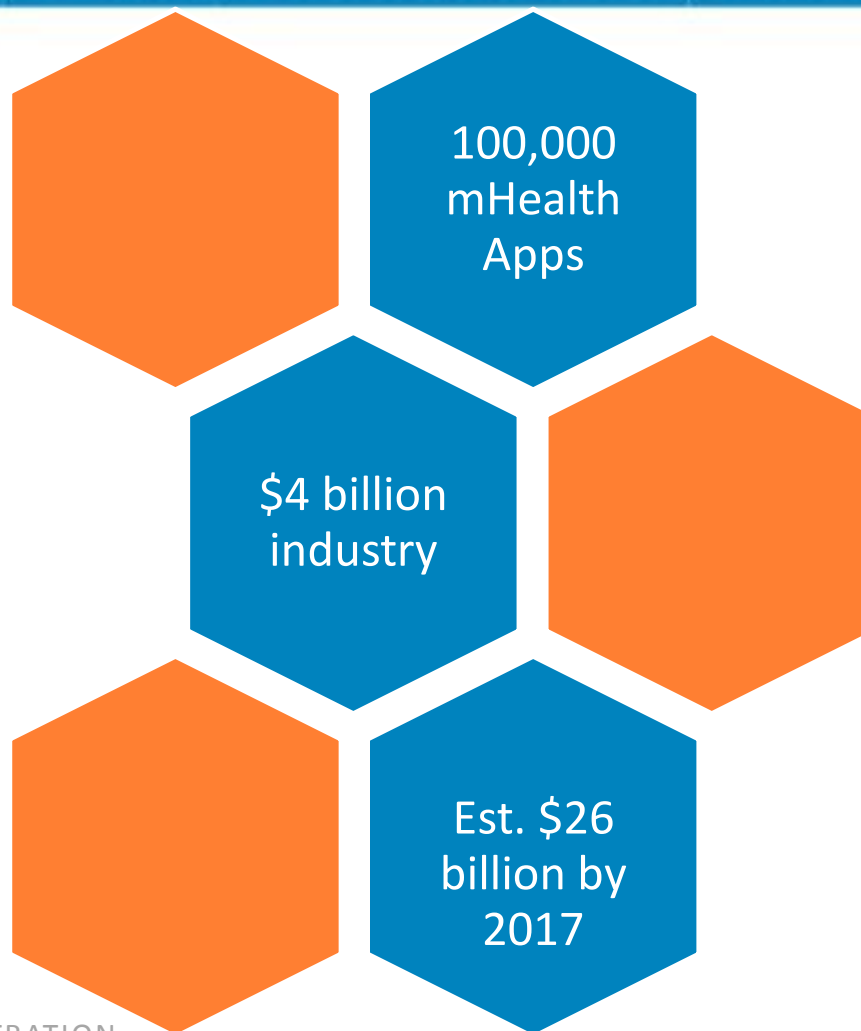 100,000
mHealth
Apps
$4 billion
industry
Est. $26
billion by
2017